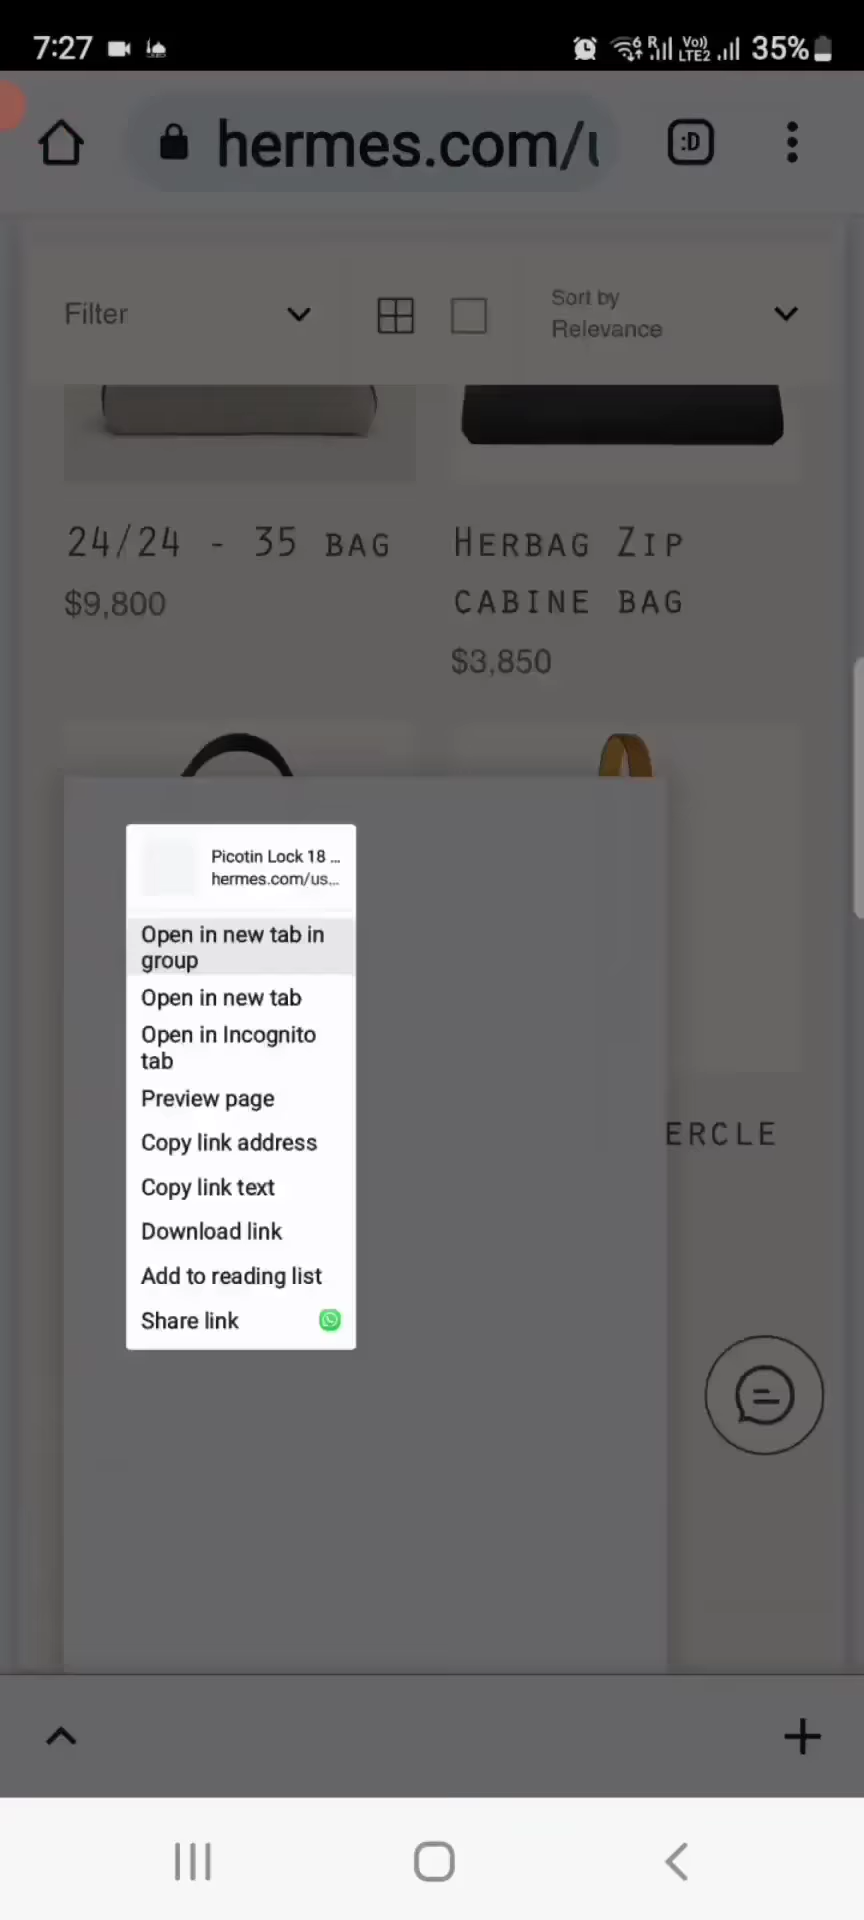 7:27
6 R Vo)) LTE2 35%
hermes.com/u
:D
Filter
Sort by
Relevance
24/24 - 35 BAG
$9,800
HERBAG ZIP
CABINE BAG
$3,850
Picotin Lock 18 ...
hermes.com/us...
Open in new tab in
group
Open in new tab
Open in Incognito
tab
Preview page
Copy link address
Copy link text
Download link
Add to reading list
Share link
ERCLE